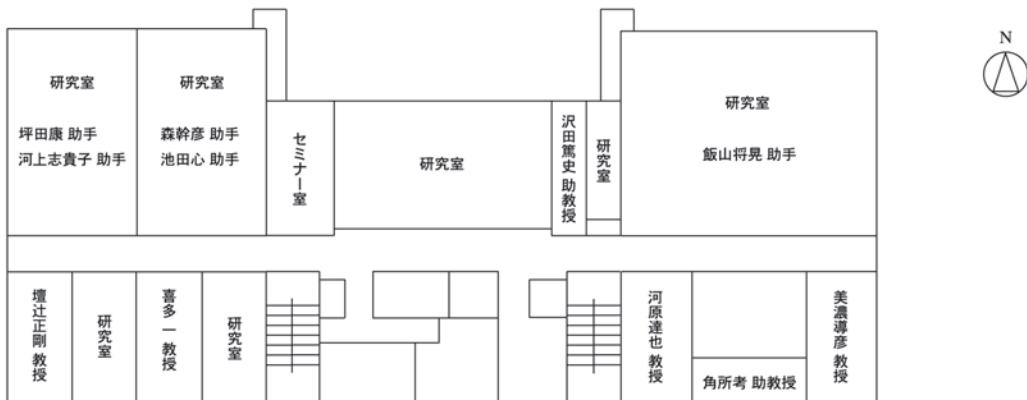 N
研究室
坪田康 助手
河上志貴子 助手
研究室
森幹彦 助手
池田心 助手
セミナー室
研究室
沢田篤史 助教授
研究室
研究室
飯山将晃 助手
壇辻正剛 教授
研究室
喜多一 教授
研究室
河原達也 教授
角所考 助教授
美濃導彦 教授